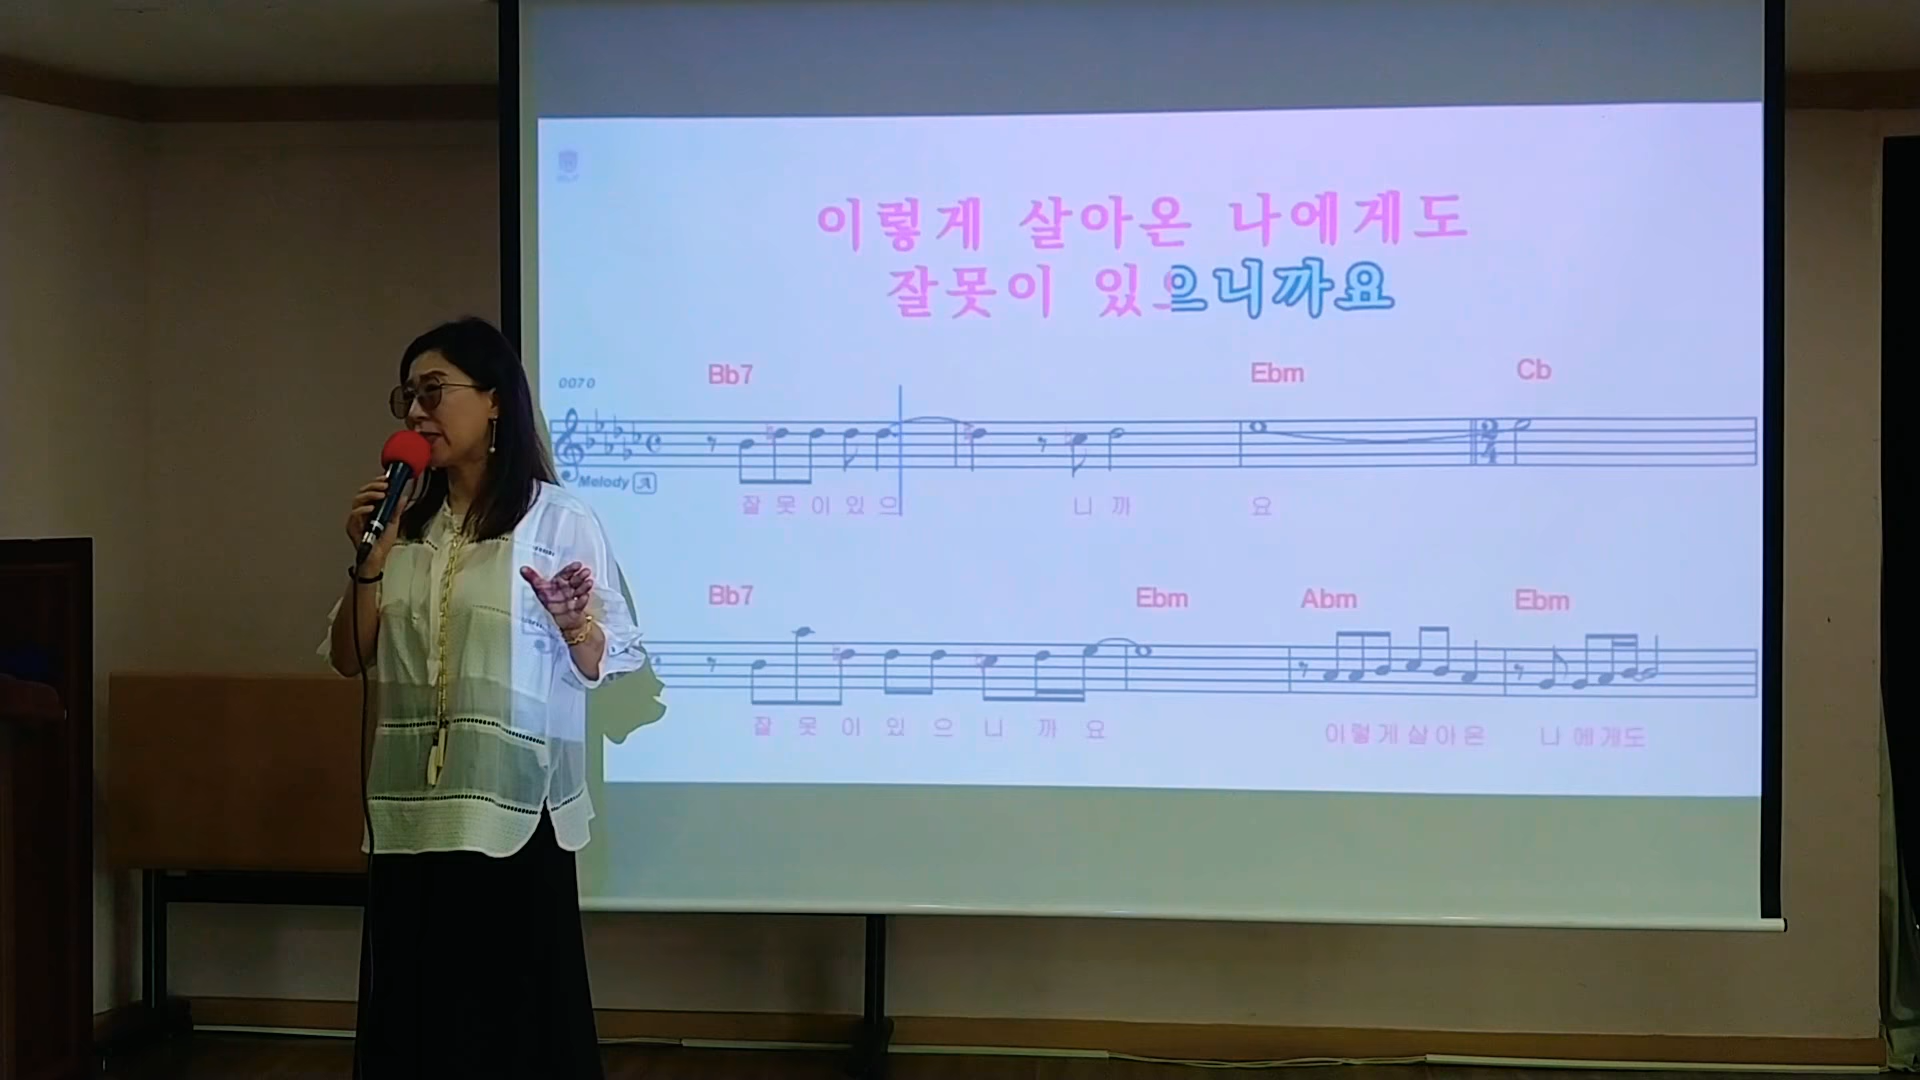 이렇게 살아온 나에게도
잘못이 있으니까요
0070
Bb7 Ebm Cb
2/4
Melody A
잘 못 이 있 으 니 까 요
Bb7 Ebm Abm Ebm
잘 못 이 있 으 니 까 요 이렇게살아온 나에게도